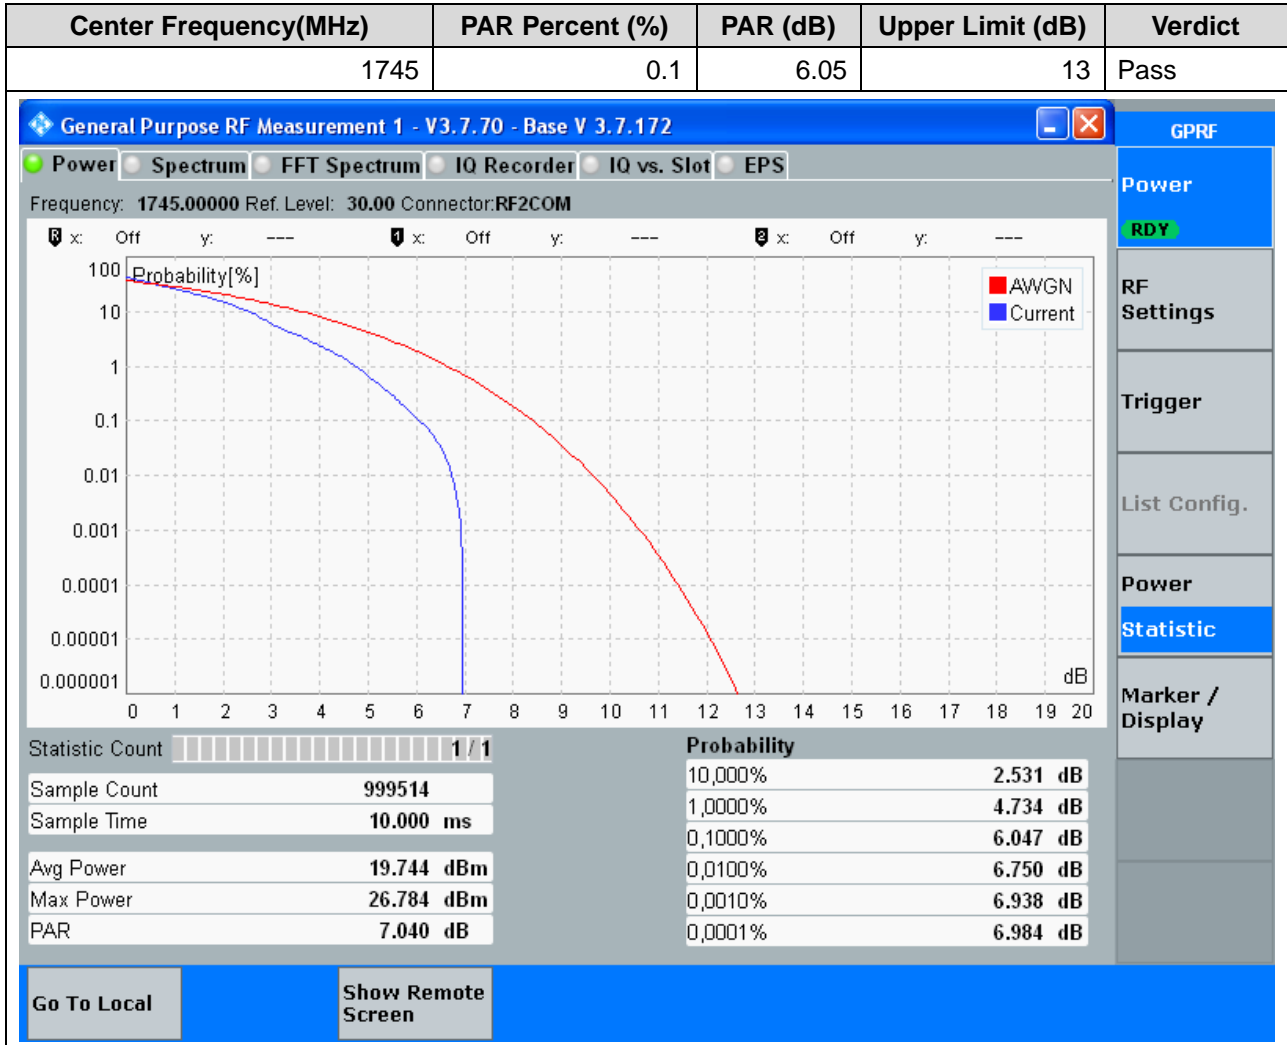 Center Frequency(MHz) PAR Percent (%) PAR (dB) Upper Limit (dB) Verdict
1745 0.1 6.05 13 Pass
General Purpose RF Measurement 1 - V3.7.70 - Base V 3.7.172
GPRF
Power Spectrum FFT Spectrum IQ Recorder IQ vs. Slot EPS
Frequency: 1745.00000 Ref. Level: 30.00 Connector:RF2COM
R x: Off y: --- 1 x: Off y: --- 2 x: Off y: ---
Probability[%]
AWGN
Current
100
10
1
0.1
0.01
0.001
0.0001
0.00001
0.000001
dB
0 1 2 3 4 5 6 7 8 9 10 11 12 13 14 15 16 17 18 19 20
Statistic Count 1 / 1
Sample Count 999514
Sample Time 10.000 ms
Avg Power 19.744 dBm
Max Power 26.784 dBm
PAR 7.040 dB
Probability
10,000% 2.531 dB
1,0000% 4.734 dB
0,1000% 6.047 dB
0,0100% 6.750 dB
0,0010% 6.938 dB
0,0001% 6.984 dB
Power
RDY
RF
Settings
Trigger
List Config.
Power
Statistic
Marker /
Display
Go To Local
Show Remote
Screen